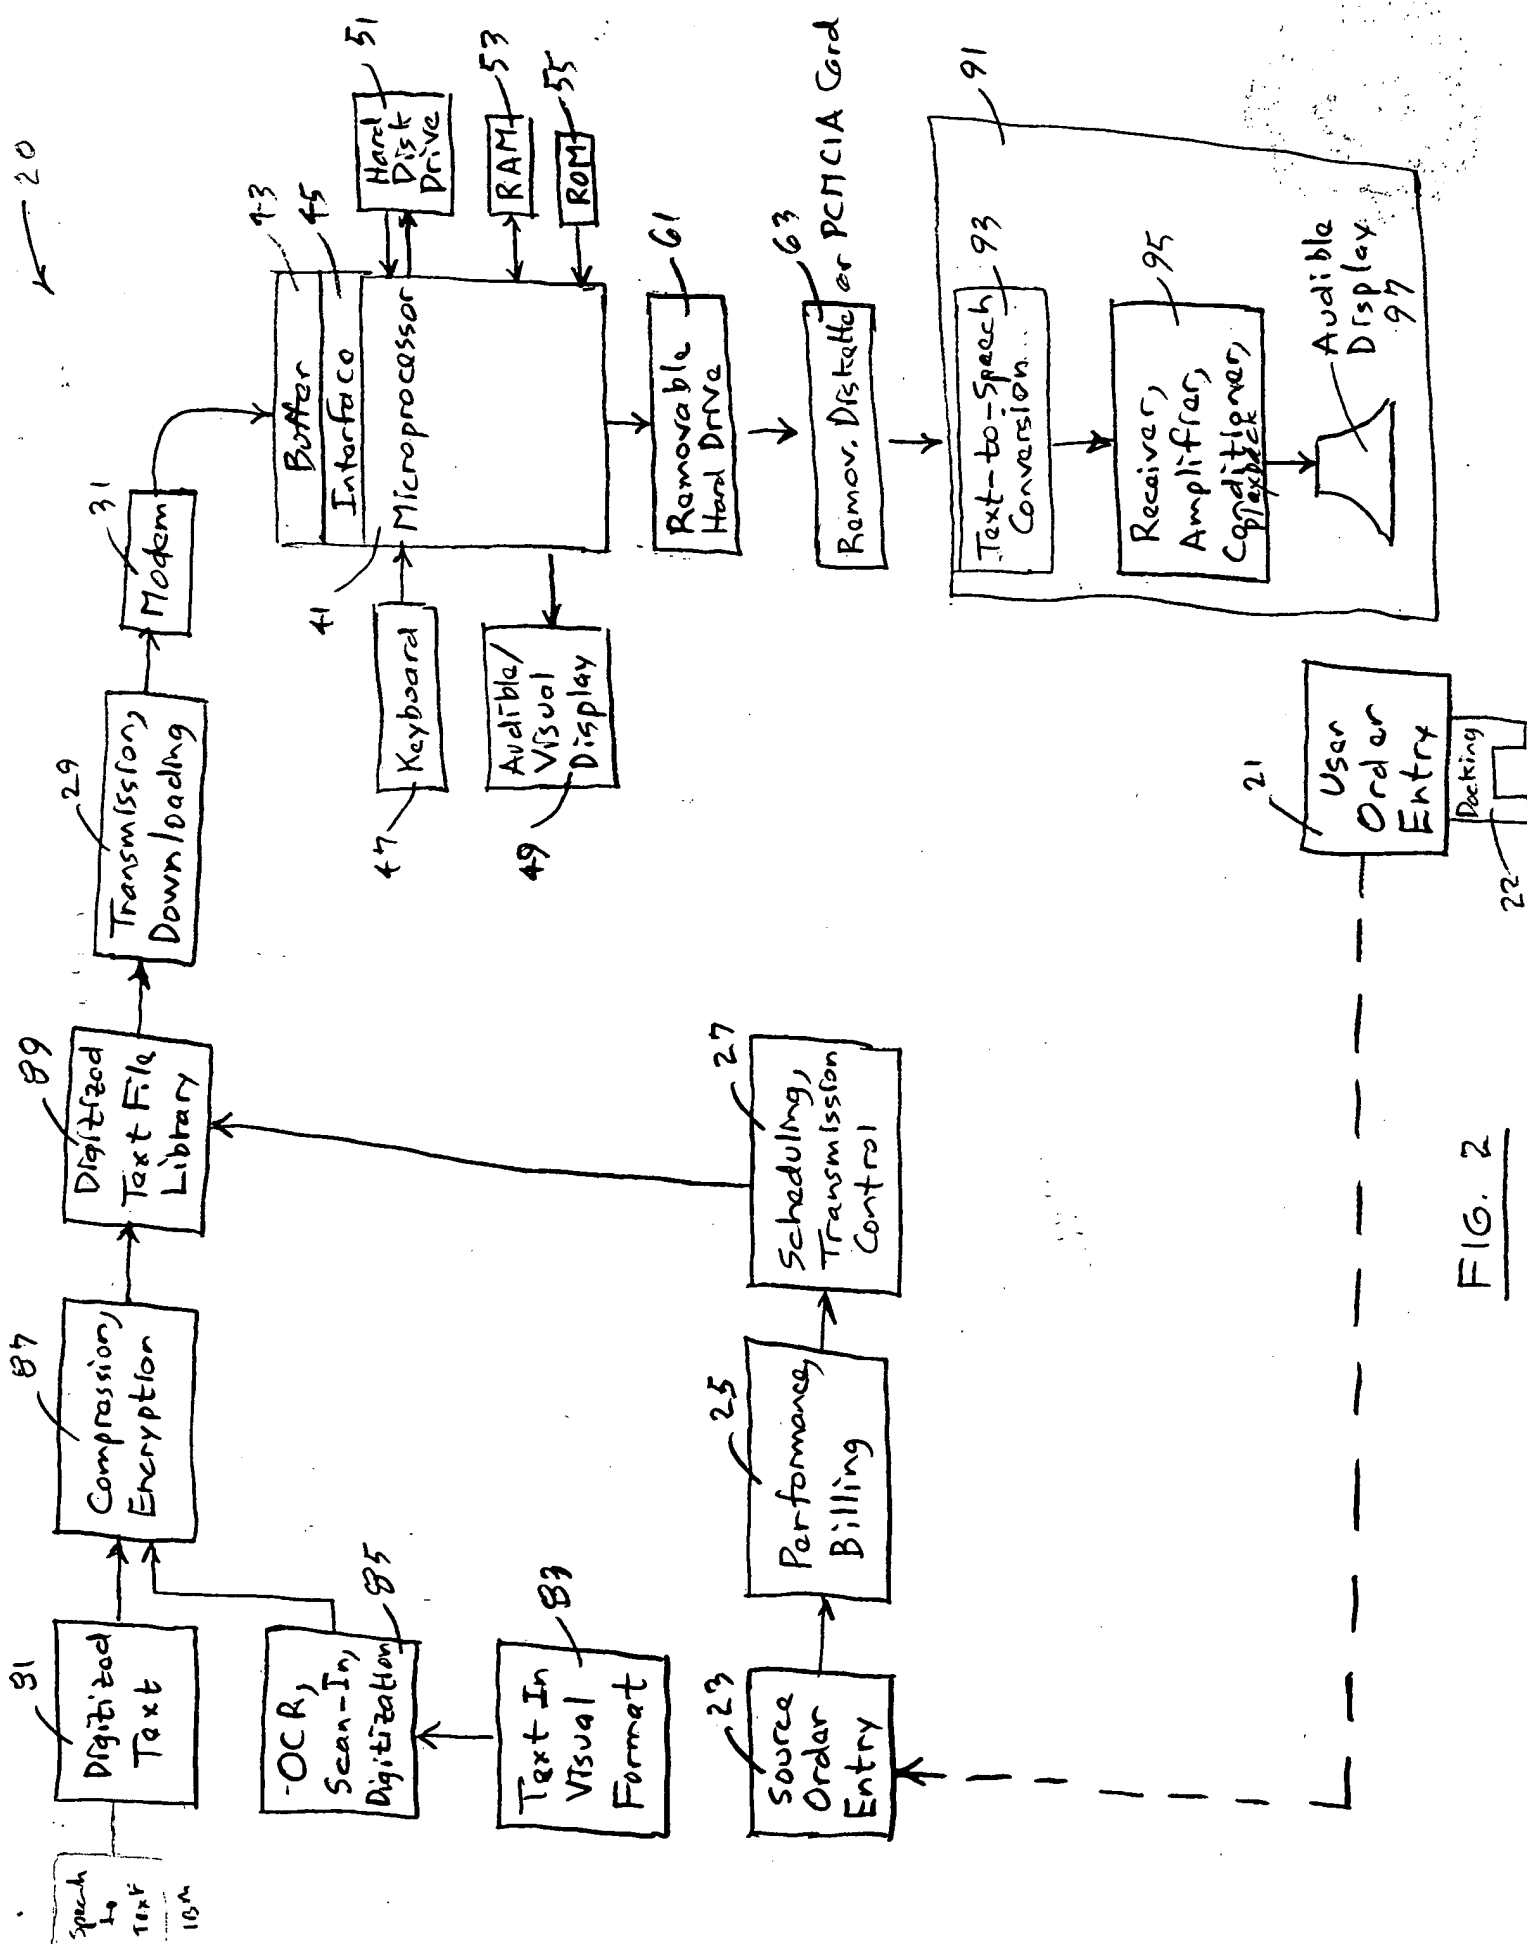 20
Speech
to
Text
IBM
81
Digitized
Text
87
Compression,
Encryption
89
Digitized
Text File
Library
29
Transmission,
Downloading
31
Modem
43
Buffer
45
Interface
41
Microprocessor
51
Hard
Disk
Drive
53
RAM
55
ROM
47
Keyboard
49
Audible/
Visual
Display
61
Removable
Hard Drive
63
Remov. Diskette or PCMCIA Card
91
93
Text-to-Speech
Conversion
95
Receiver,
Amplifier,
Conditioner,
Playback
Audible
Display
97
-OCR,
Scan-In,
Digitization
85
83
Text In
Visual
Format
23
Source
Order
Entry
25
Performance,
Billing
27
Scheduling,
Transmission
Control
21
User
Order
Entry
Docking
22
FIG. 2